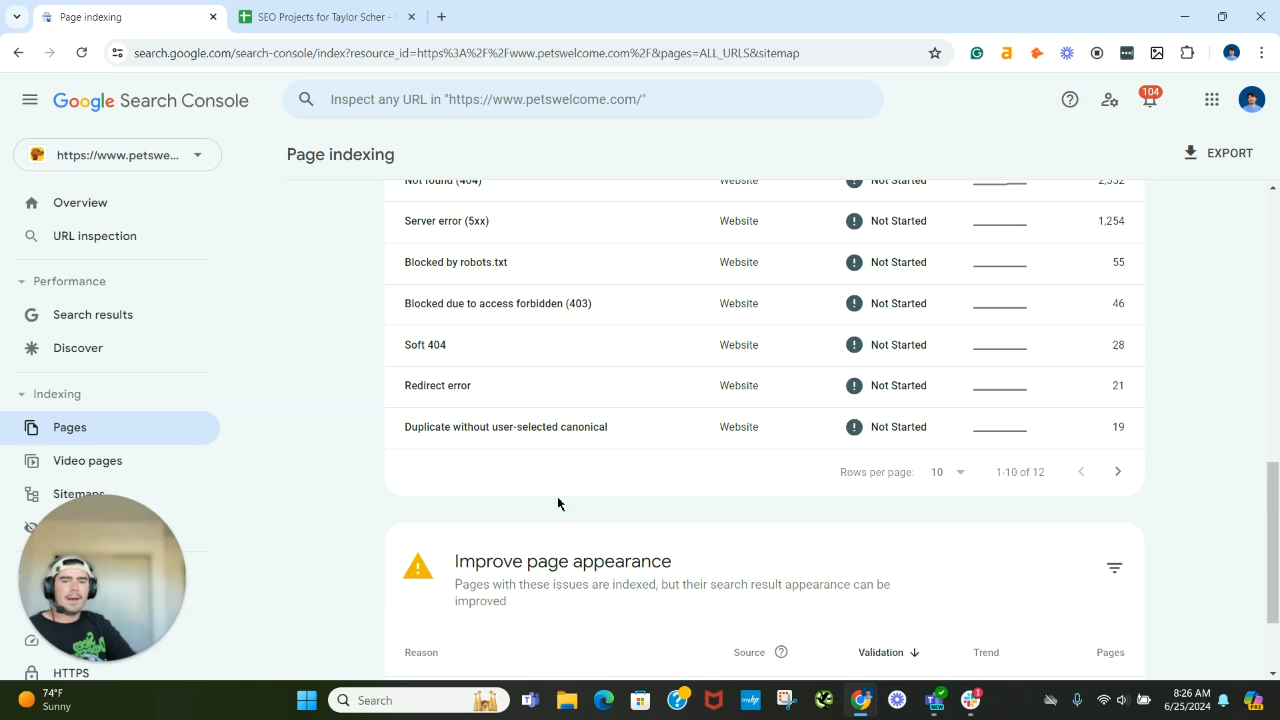 Page indexing
SEO Projects for Taylor Scher -
search.google.com/search-console/index?resource_id=https%3A%2F%2Fwww.petswelcome.com%2F&pages=ALL_URLS&sitemap
Google Search Console
Inspect any URL in "https://www.petswelcome.com/"
104
https://www.petswe...
Page indexing
EXPORT
Overview
URL inspection
Performance
Search results
Discover
Indexing
Pages
Video pages
Sitemaps
HTTPS
Not found (404) Website Not Started
Server error (5xx) Website Not Started 1,254
Blocked by robots.txt Website Not Started 55
Blocked due to access forbidden (403) Website Not Started 46
Soft 404 Website Not Started 28
Redirect error Website Not Started 21
Duplicate without user-selected canonical Website Not Started 19
Rows per page: 10 1-10 of 12
Improve page appearance
Pages with these issues are indexed, but their search result appearance can be
improved
Reason Source Validation Trend Pages
74°F
Sunny
Search
8:26 AM
6/25/2024